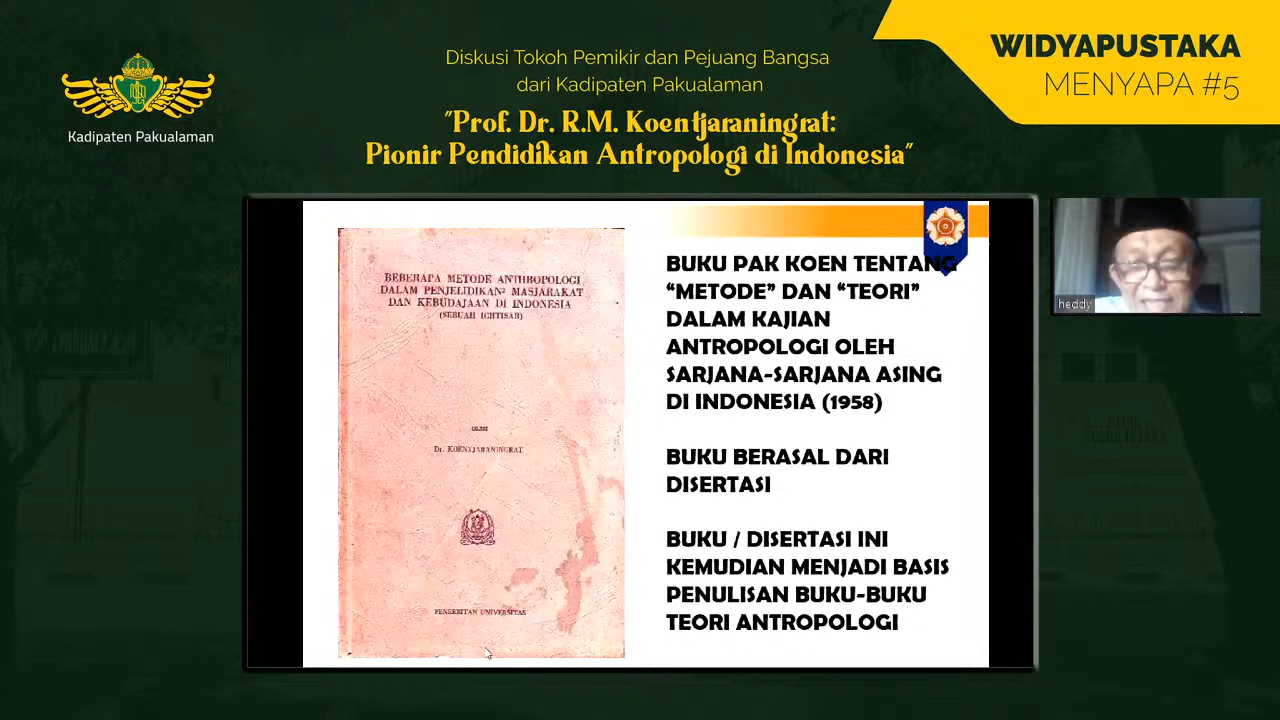 Diskusi Tokoh Pemikir dan Pejuang Bangsa
dari Kadipaten Pakualaman
"Prof. Dr. R.M. Koentjaraningrat:
Pionir Pendidikan Antropologi di Indonesia"
WIDYAPUSTAKA
MENYAPA #5
Kadipaten Pakualaman
BEBERAPA METODE ANTHROPOLOGI
DALAM PENJELIDIKAN² MASJARAKAT
DAN KEBUDAJAAN DI INDONESIA
(SEBUAH ICHTISAR)
OLEH
Dr. KOENTJARANINGRAT
PENERBITAN UNIVERSITAS
BUKU PAK KOEN TENTANG
“METODE” DAN “TEORI”
DALAM KAJIAN
ANTROPOLOGI OLEH
SARJANA-SARJANA ASING
DI INDONESIA (1958)
BUKU BERASAL DARI
DISERTASI
BUKU / DISERTASI INI
KEMUDIAN MENJADI BASIS
PENULISAN BUKU-BUKU
TEORI ANTROPOLOGI
heddy